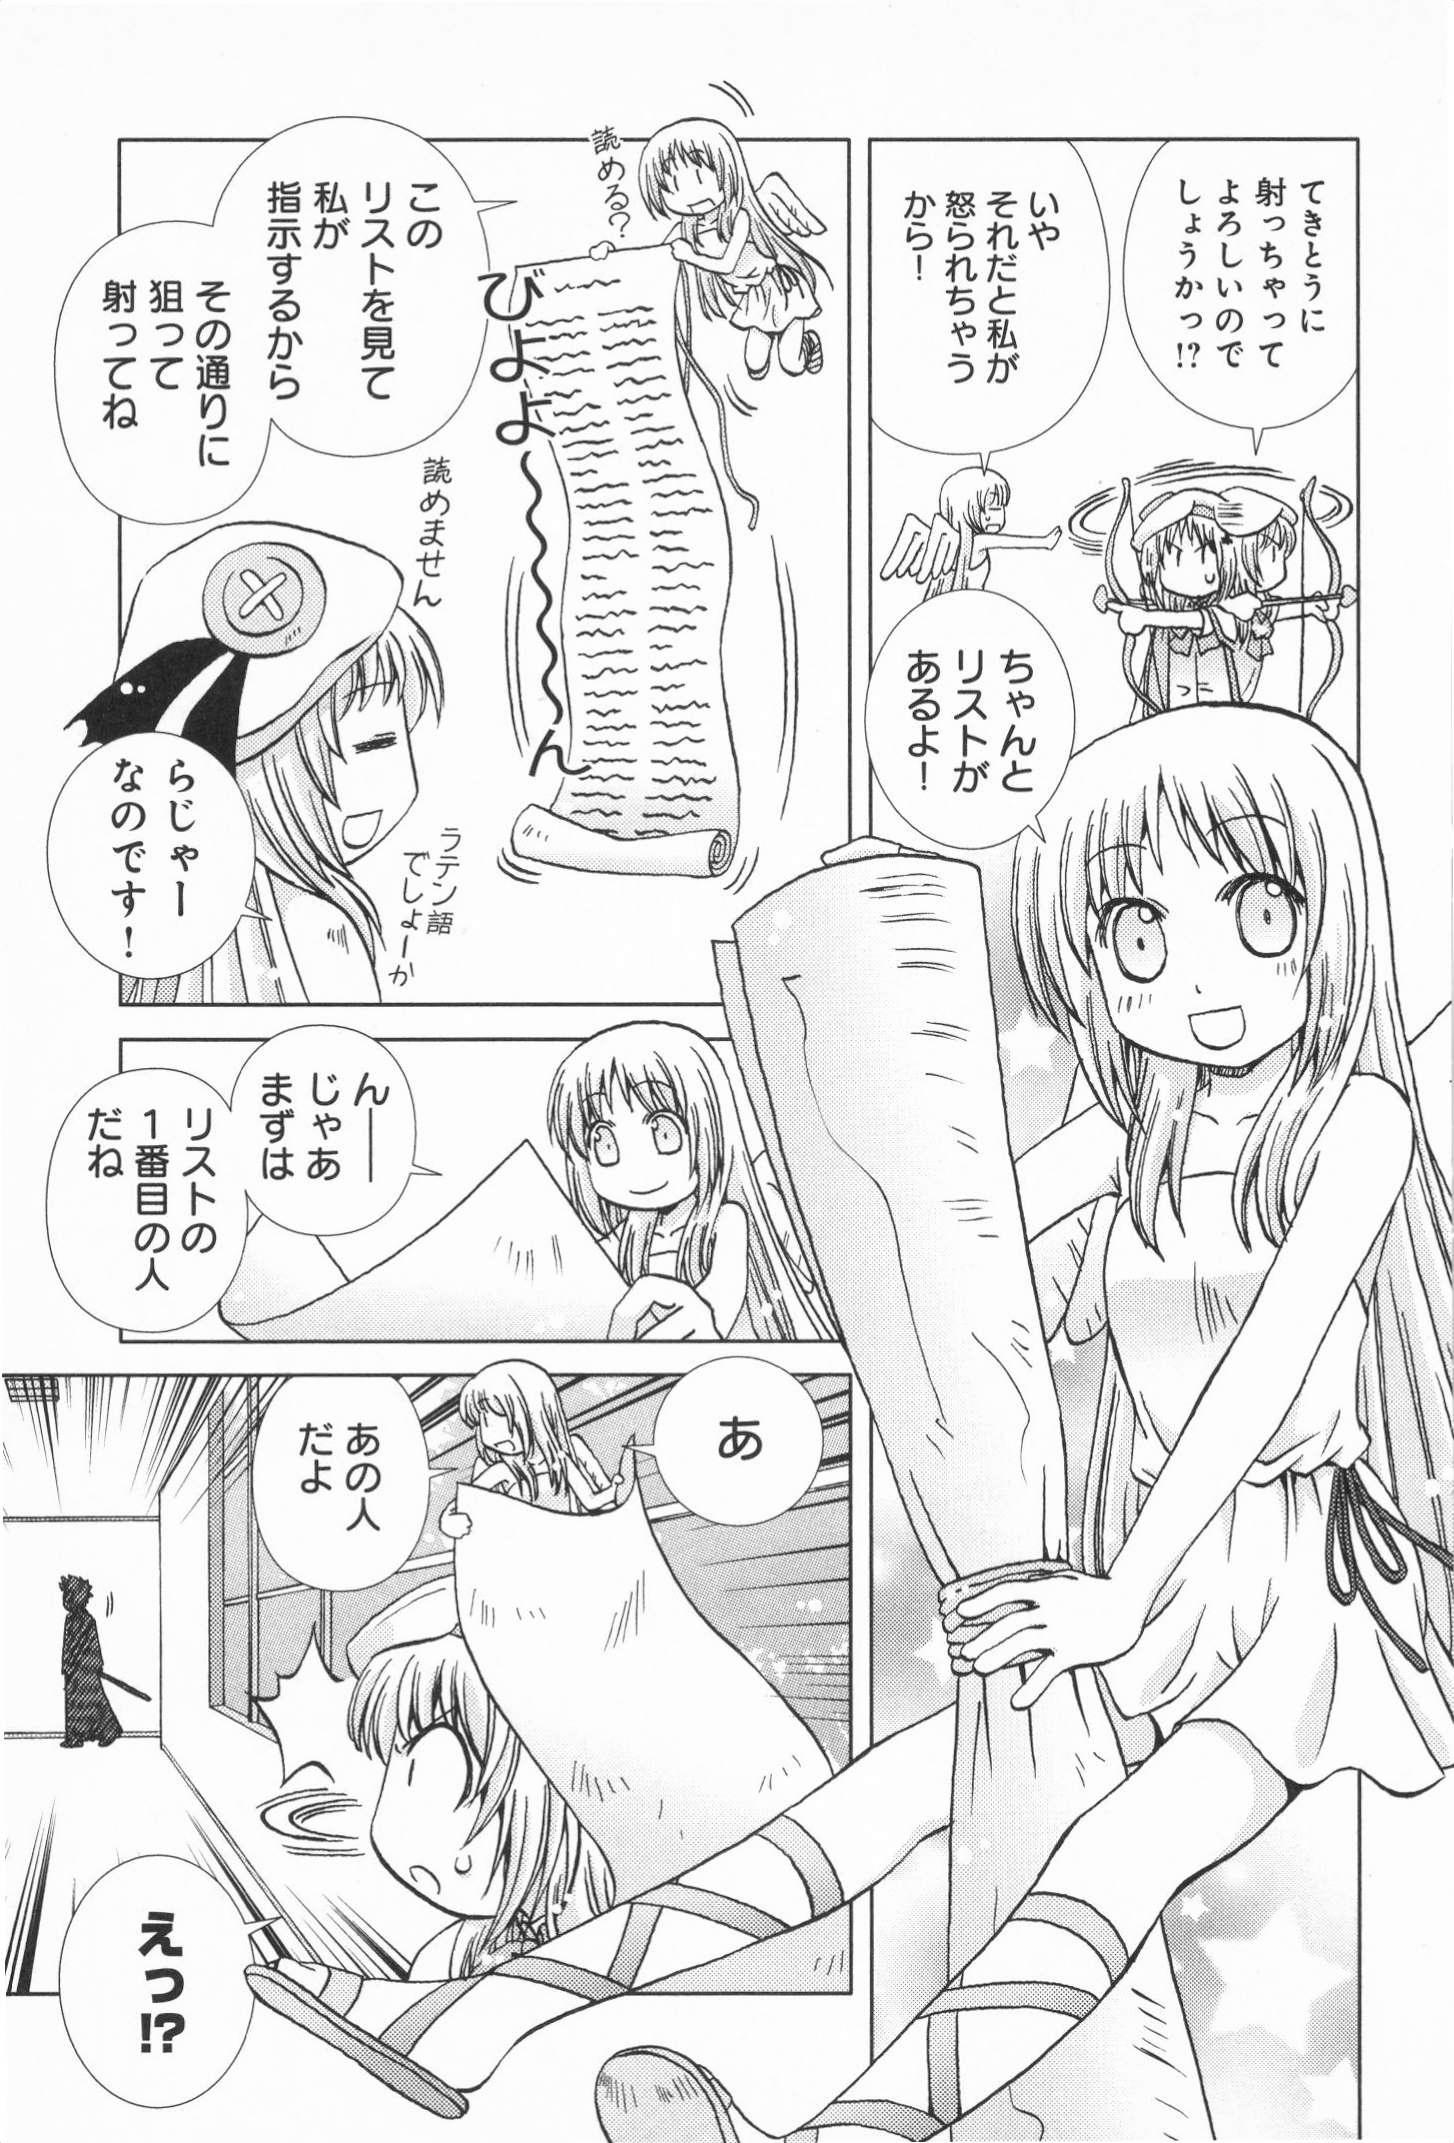 てきとうに
射っちゃって
よろしいので
しょうかっ!?
いや
それだと私が
怒られちゃう
から！
ちゃんと
リストが
あるよ！
読める？
びよよ〜〜〜ん
この
リストを見て
私が
指示するから
その通りに
狙って
射ってね
読めません
らじゃー
なのです！
ラテン語
でしょーか
んーー
じゃあ
まずは
リストの
１番目の人
だね
あ
あの人
だよ
えっ!?